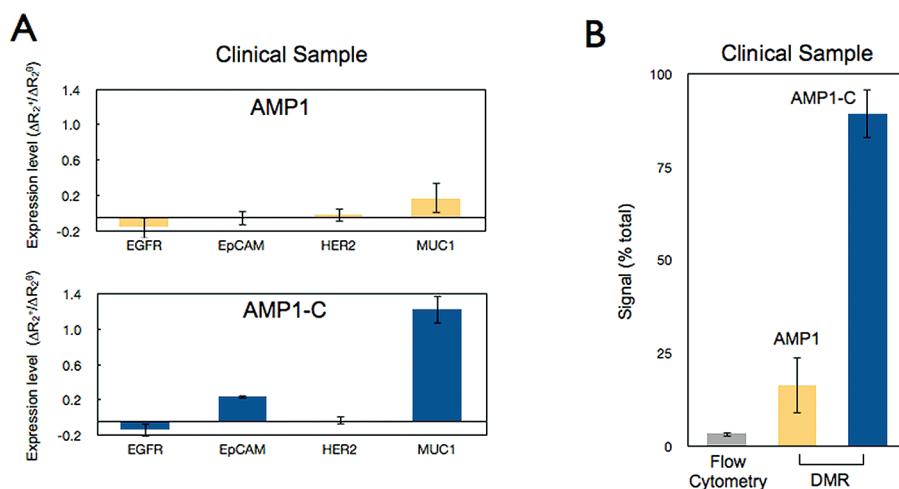 A
Clinical Sample
Expression level (ΔR₂⁺/ΔR₂ᶿ)
1.4
1.0
0.6
0.2
-0.2
AMP1
EGFR EpCAM HER2 MUC1
Expression level (ΔR₂⁺/ΔR₂ᶿ)
1.4
1.0
0.6
0.2
-0.2
AMP1-C
EGFR EpCAM HER2 MUC1
B
Clinical Sample
Signal (% total)
100
75
50
25
0
AMP1-C
AMP1
Flow
Cytometry
DMR